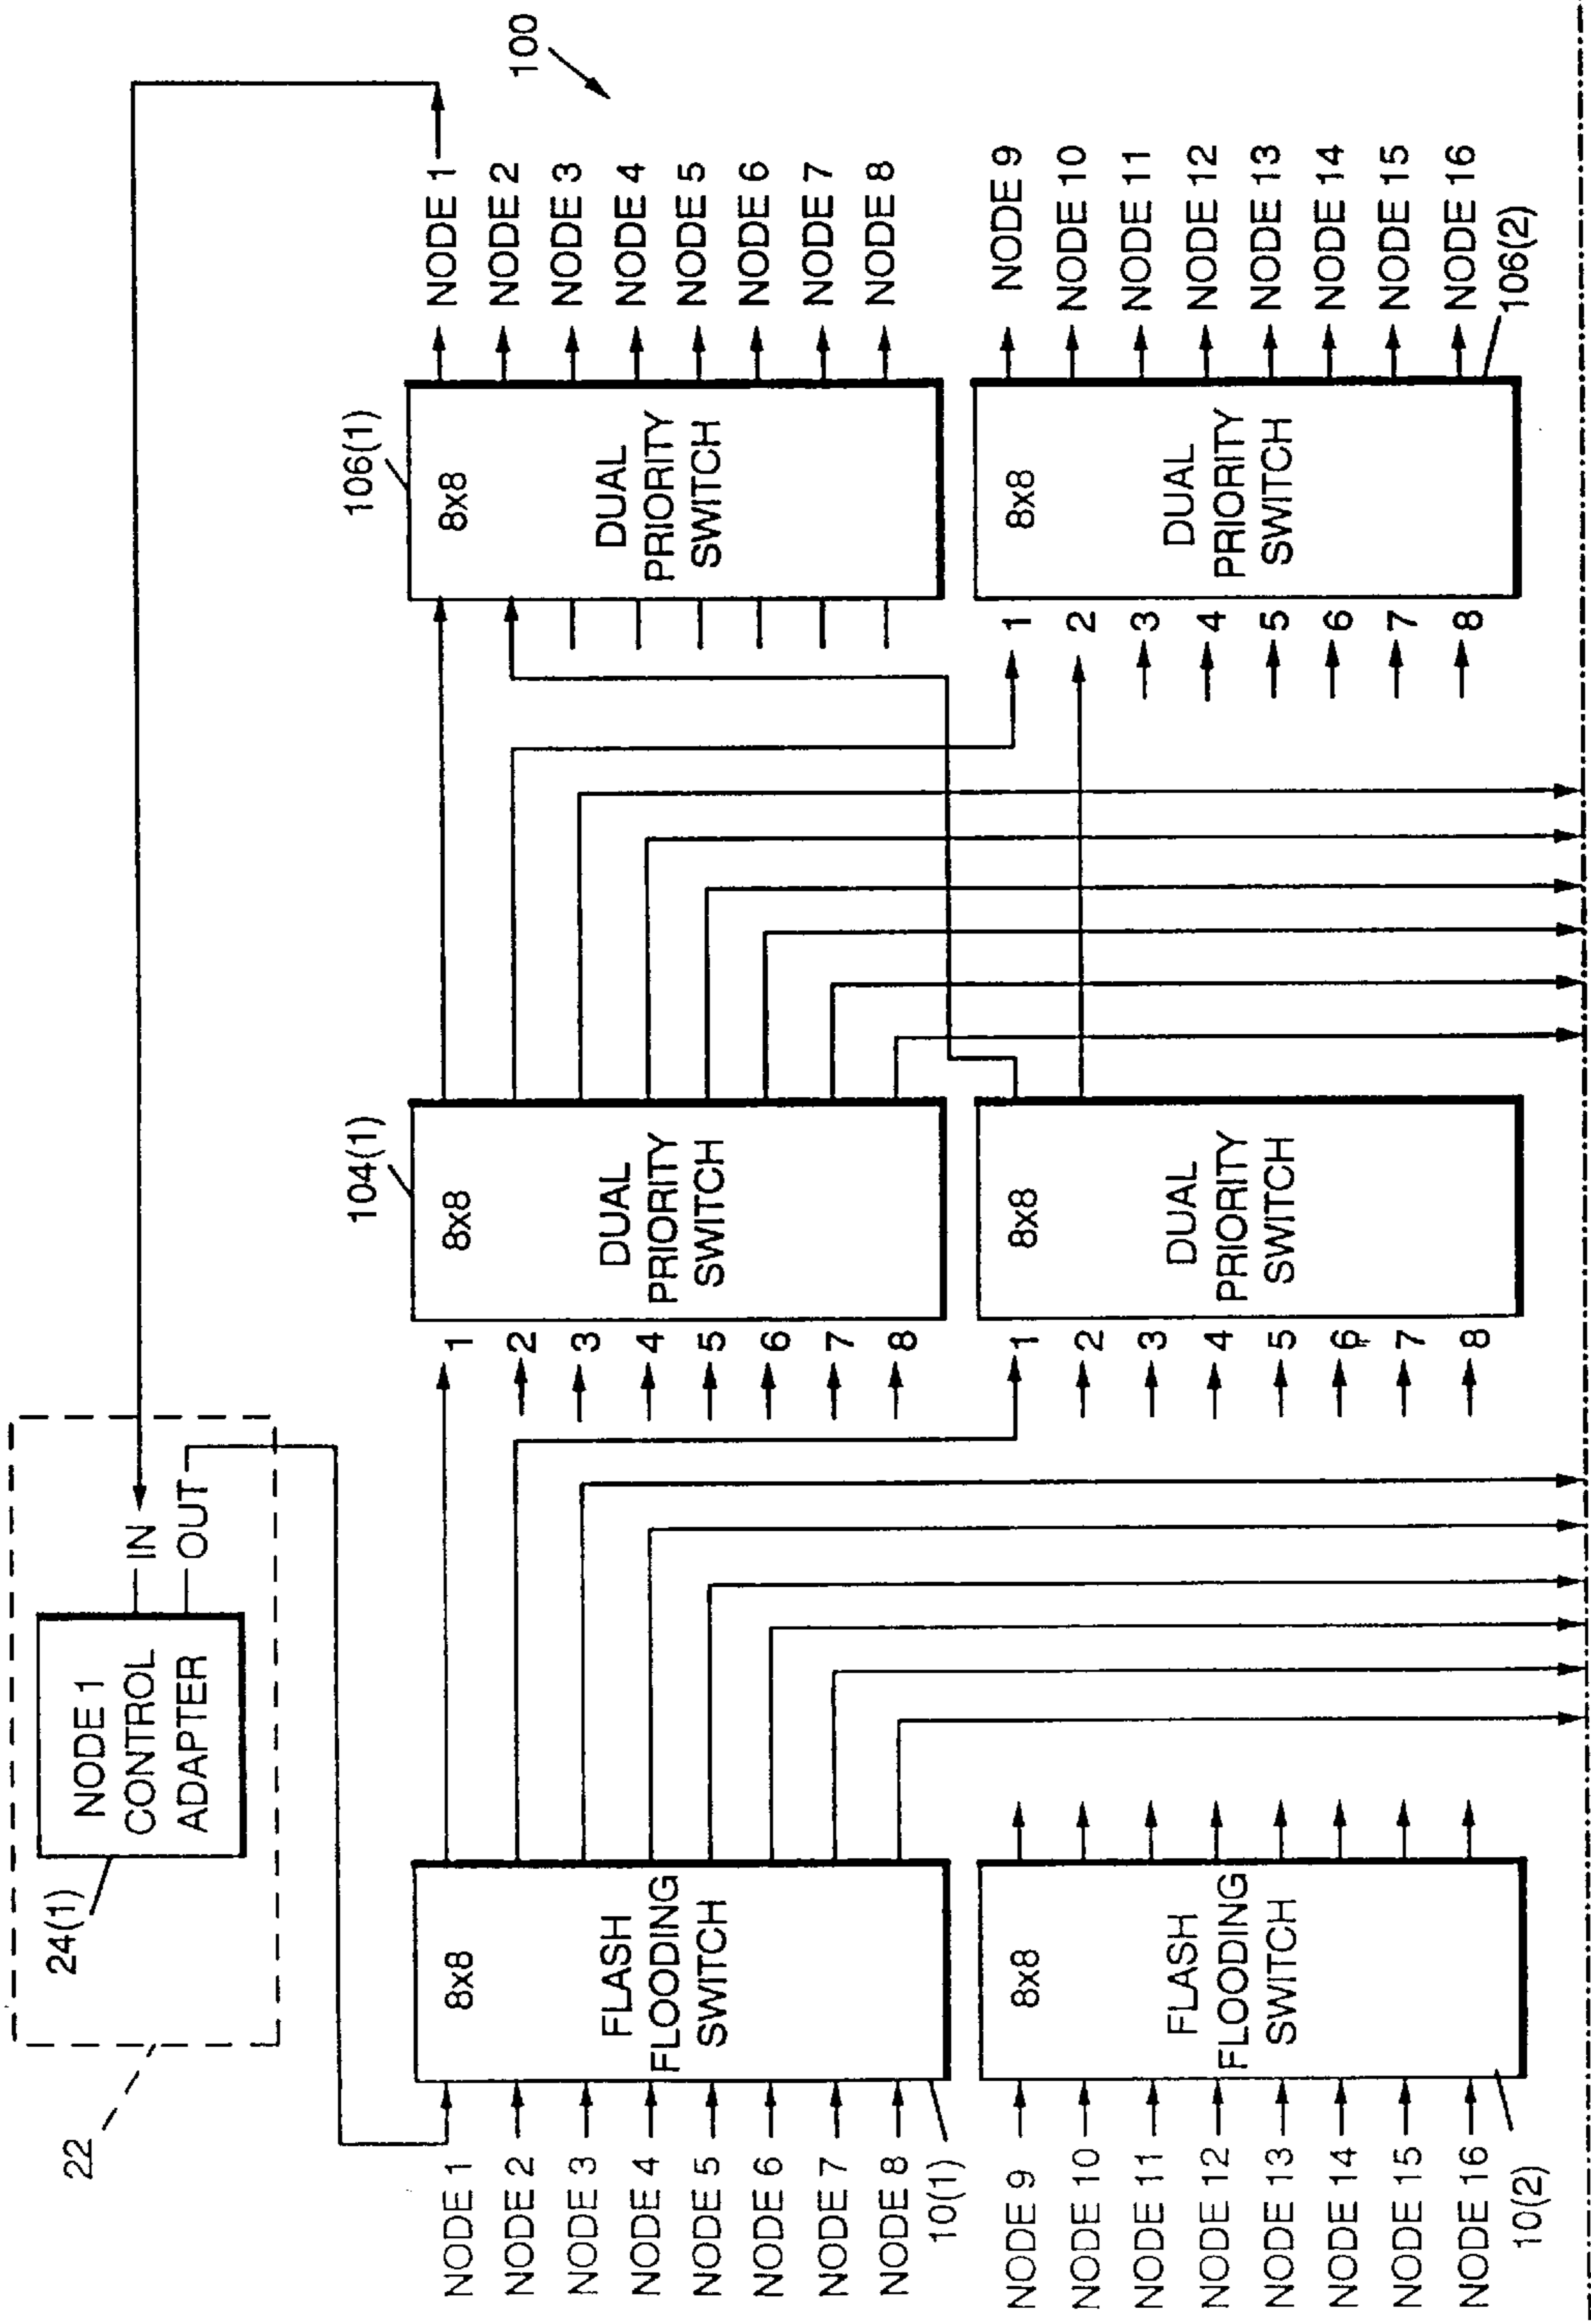 22
24(1)
NODE 1
CONTROL
ADAPTER
IN
OUT
100
NODE 1
NODE 2
NODE 3
NODE 4
NODE 5
NODE 6
NODE 7
NODE 8
10(1)
8x8
FLASH
FLOODING
SWITCH
104(1)
1
2
3
4
5
6
7
8
8x8
DUAL
PRIORITY
SWITCH
106(1)
8x8
DUAL
PRIORITY
SWITCH
NODE 1
NODE 2
NODE 3
NODE 4
NODE 5
NODE 6
NODE 7
NODE 8
NODE 9
NODE 10
NODE 11
NODE 12
NODE 13
NODE 14
NODE 15
NODE 16
10(2)
8x8
FLASH
FLOODING
SWITCH
1
2
3
4
5
6
7
8
8x8
DUAL
PRIORITY
SWITCH
1
2
3
4
5
6
7
8
8x8
DUAL
PRIORITY
SWITCH
NODE 9
NODE 10
NODE 11
NODE 12
NODE 13
NODE 14
NODE 15
NODE 16
106(2)